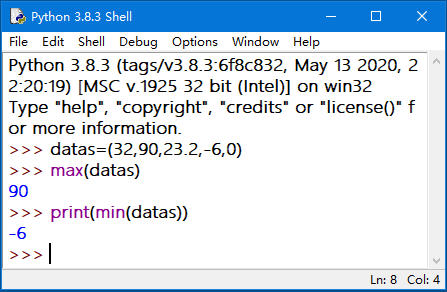 Python 3.8.3 Shell
File Edit Shell Debug Options Window Help
Python 3.8.3 (tags/v3.8.3:6f8c832, May 13 2020, 2
2:20:19) [MSC v.1925 32 bit (Intel)] on win32
Type "help", "copyright", "credits" or "license()" f
or more information.
>>> datas=(32,90,23.2,-6,0)
>>> max(datas)
90
>>> print(min(datas))
-6
>>>
Ln: 8 Col: 4